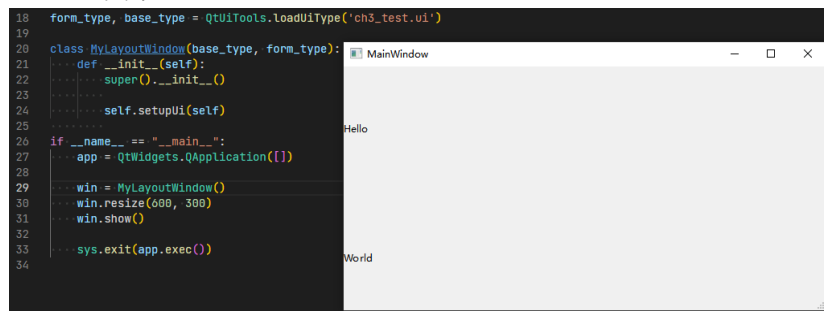 18 form_type, base_type = QtUiTools.loadUiType('ch3_test.ui')
19
20 class MyLayoutWindow(base_type, form_type):
21 def __init__(self):
22 super().__init__()
23
24 self.setupUi(self)
25
26 if __name__ == "__main__":
27 app = QtWidgets.QApplication([])
28
29 win = MyLayoutWindow()
30 win.resize(600, 300)
31 win.show()
32
33 sys.exit(app.exec())
34
MainWindow
Hello
World